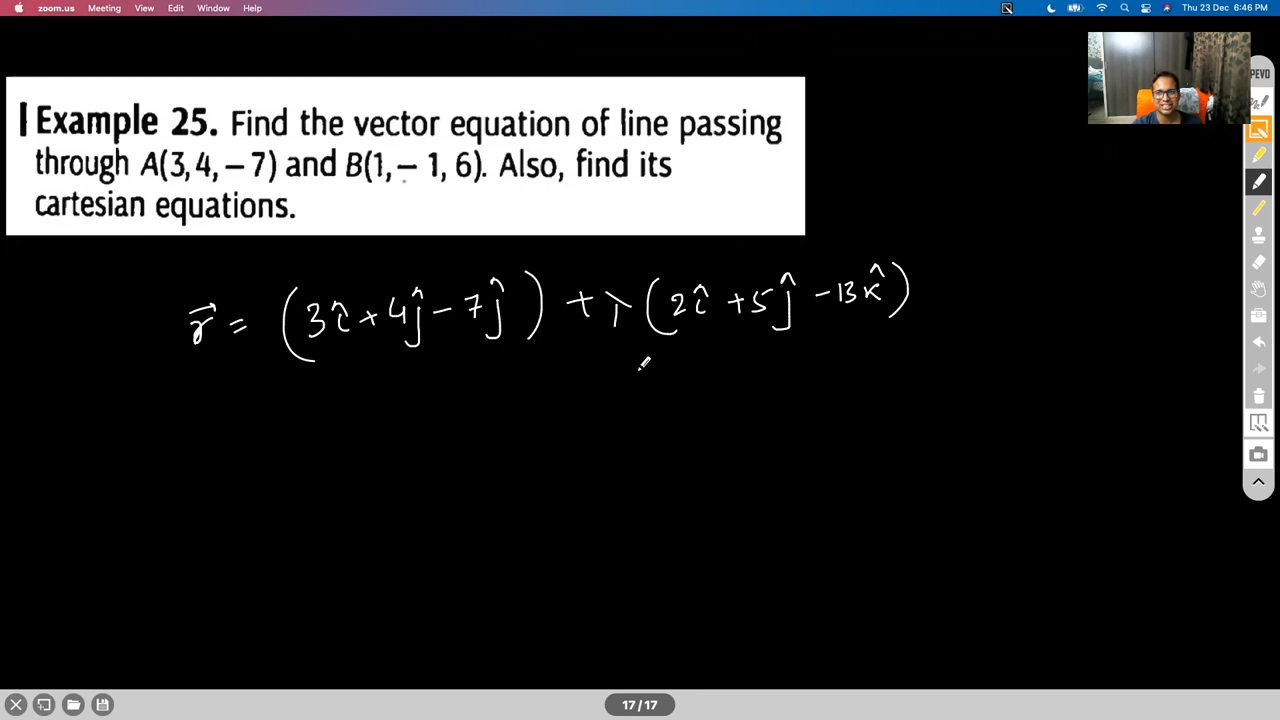 zoom.us Meeting View Edit Window Help Thu 23 Dec 6:46 PM
PEVO
Example 25. Find the vector equation of line passing
through A(3, 4, – 7) and B(1, – 1, 6). Also, find its
cartesian equations.
r⃗ = (3î + 4ĵ − 7ĵ) + λ(2î + 5ĵ − 13k̂)
17 / 17